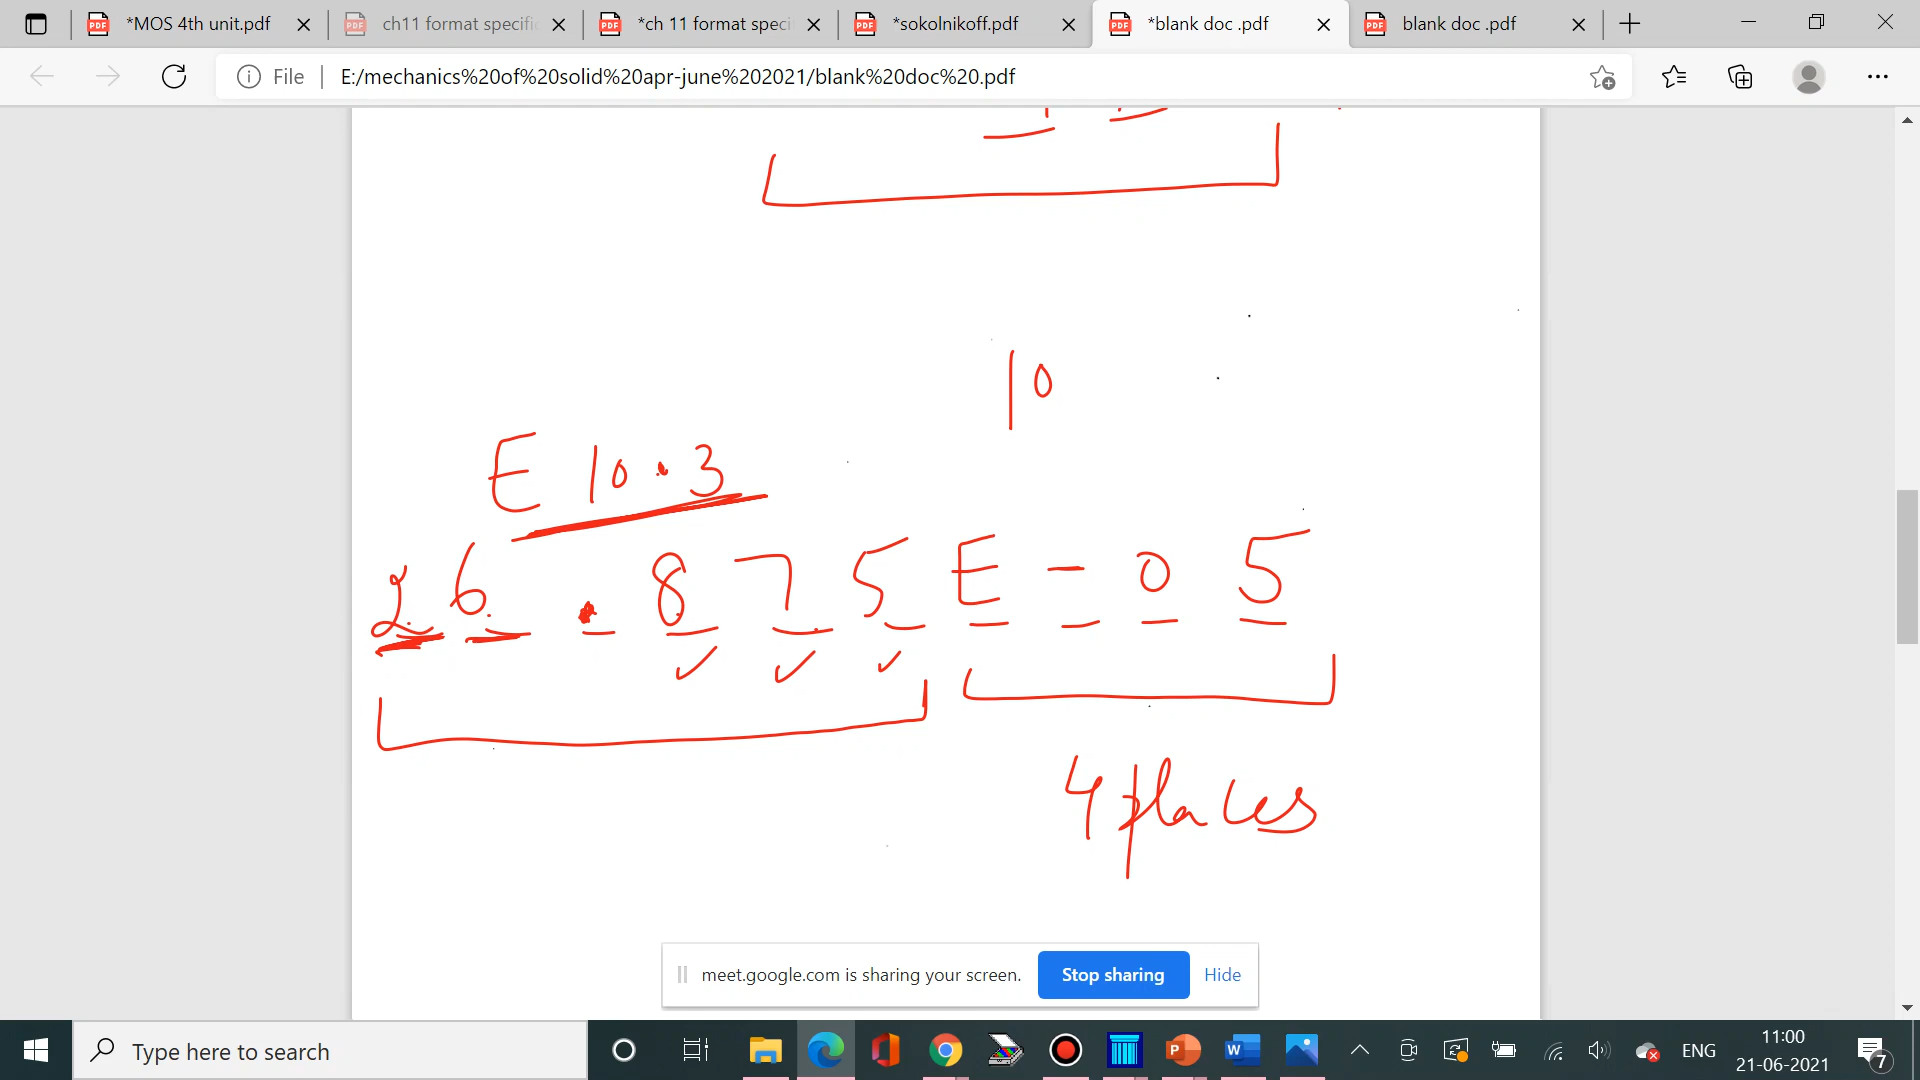 *MOS 4th unit.pdf
ch11 format specific
*ch 11 format speci
*sokolnikoff.pdf
*blank doc .pdf
blank doc .pdf
File
E:/mechanics%20of%20solid%20apr-june%202021/blank%20doc%20.pdf
10
E 10.3
26.875E-05
4 places
meet.google.com is sharing your screen.
Stop sharing
Hide
Type here to search
ENG
11:00
21-06-2021
7